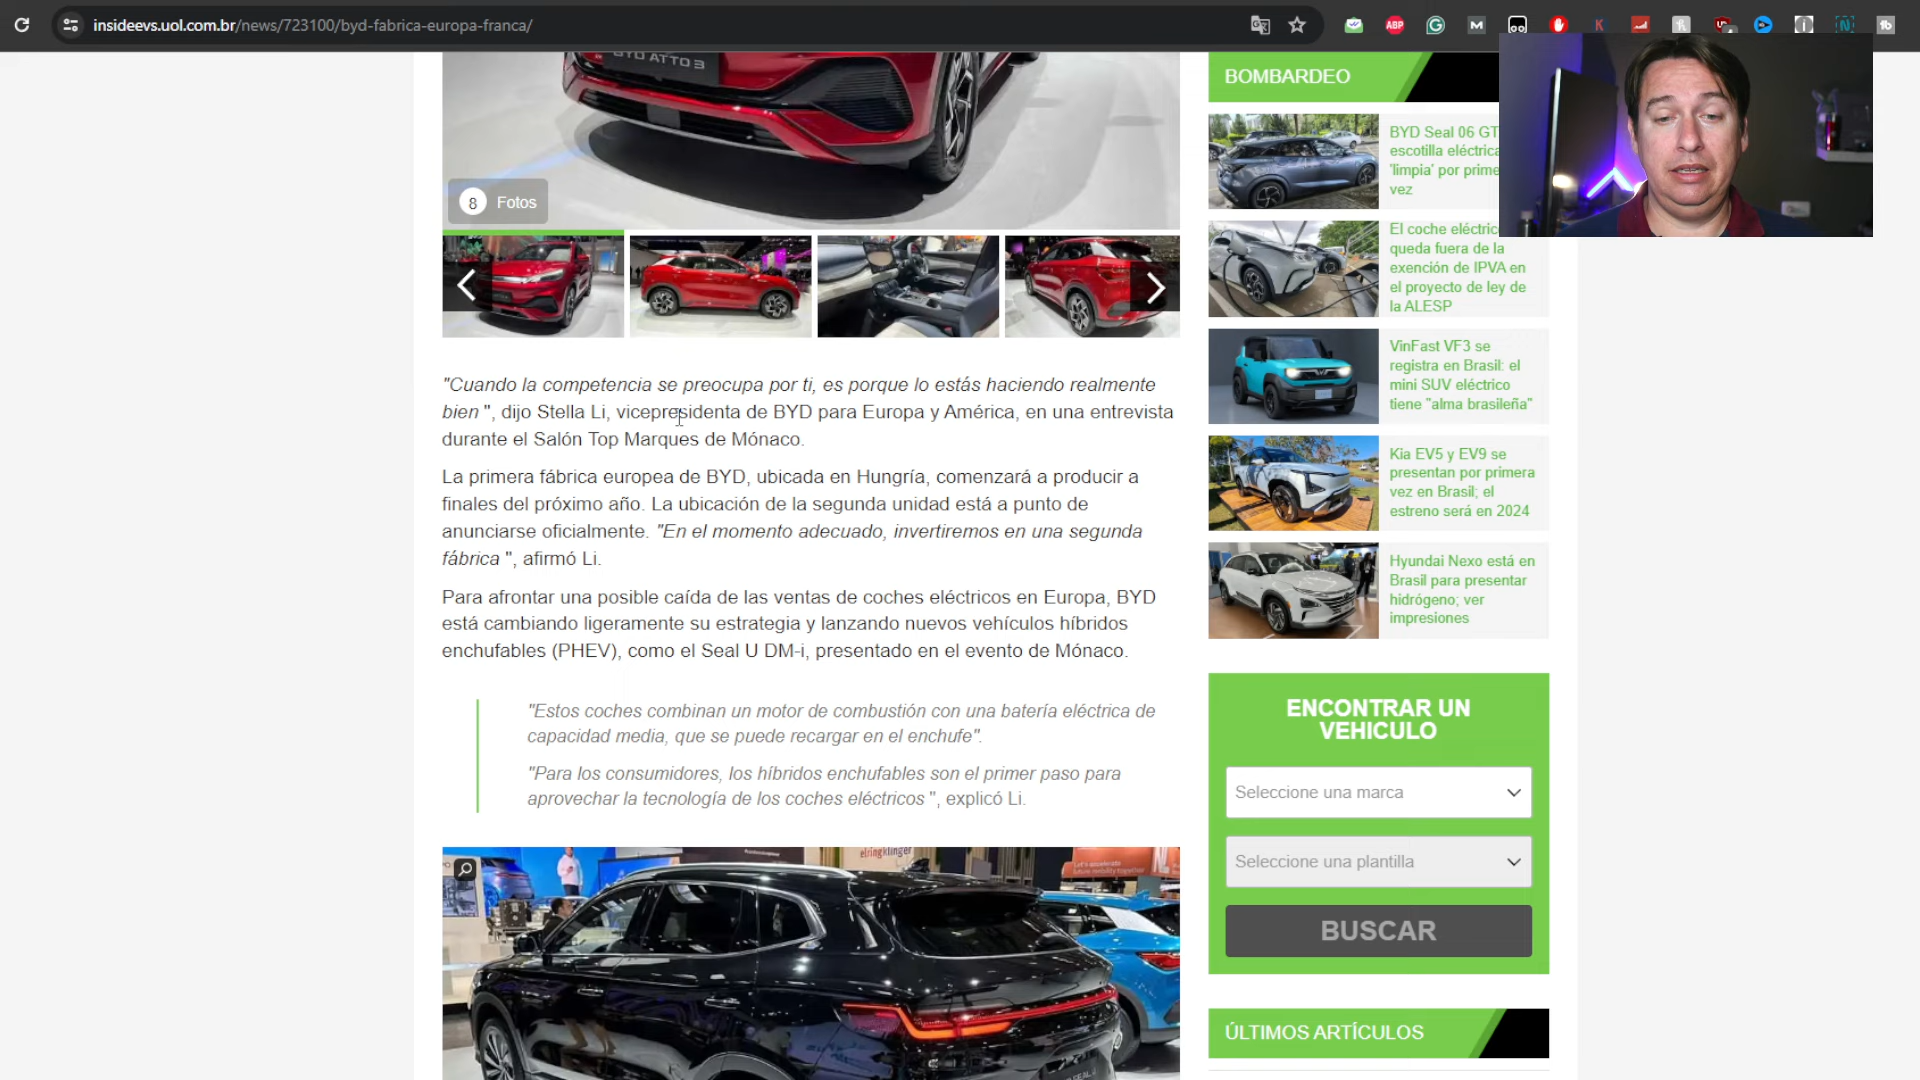 insideevs.uol.com.br/news/723100/byd-fabrica-europa-franca/
BYD ATTO 3
8 Fotos
"Cuando la competencia se preocupa por ti, es porque lo estás haciendo realmente
bien ", dijo Stella Li, vicepresidenta de BYD para Europa y América, en una entrevista
durante el Salón Top Marques de Mónaco.
La primera fábrica europea de BYD, ubicada en Hungría, comenzará a producir a
finales del próximo año. La ubicación de la segunda unidad está a punto de
anunciarse oficialmente. "En el momento adecuado, invertiremos en una segunda
fábrica ", afirmó Li.
Para afrontar una posible caída de las ventas de coches eléctricos en Europa, BYD
está cambiando ligeramente su estrategia y lanzando nuevos vehículos híbridos
enchufables (PHEV), como el Seal U DM-i, presentado en el evento de Mónaco.
"Estos coches combinan un motor de combustión con una batería eléctrica de
capacidad media, que se puede recargar en el enchufe".
"Para los consumidores, los híbridos enchufables son el primer paso para
aprovechar la tecnología de los coches eléctricos ", explicó Li.
elringklinger
BOMBARDEO
BYD Seal 06 GT
escotilla eléctrica
'limpia' por prime
vez
El coche eléctric
queda fuera de la
exención de IPVA en
el proyecto de ley de
la ALESP
VinFast VF3 se
registra en Brasil: el
mini SUV eléctrico
tiene "alma brasileña"
Kia EV5 y EV9 se
presentan por primera
vez en Brasil; el
estreno será en 2024
Hyundai Nexo está en
Brasil para presentar
hidrógeno; ver
impresiones
ENCONTRAR UN
VEHICULO
Seleccione una marca
Seleccione una plantilla
BUSCAR
ÚLTIMOS ARTÍCULOS